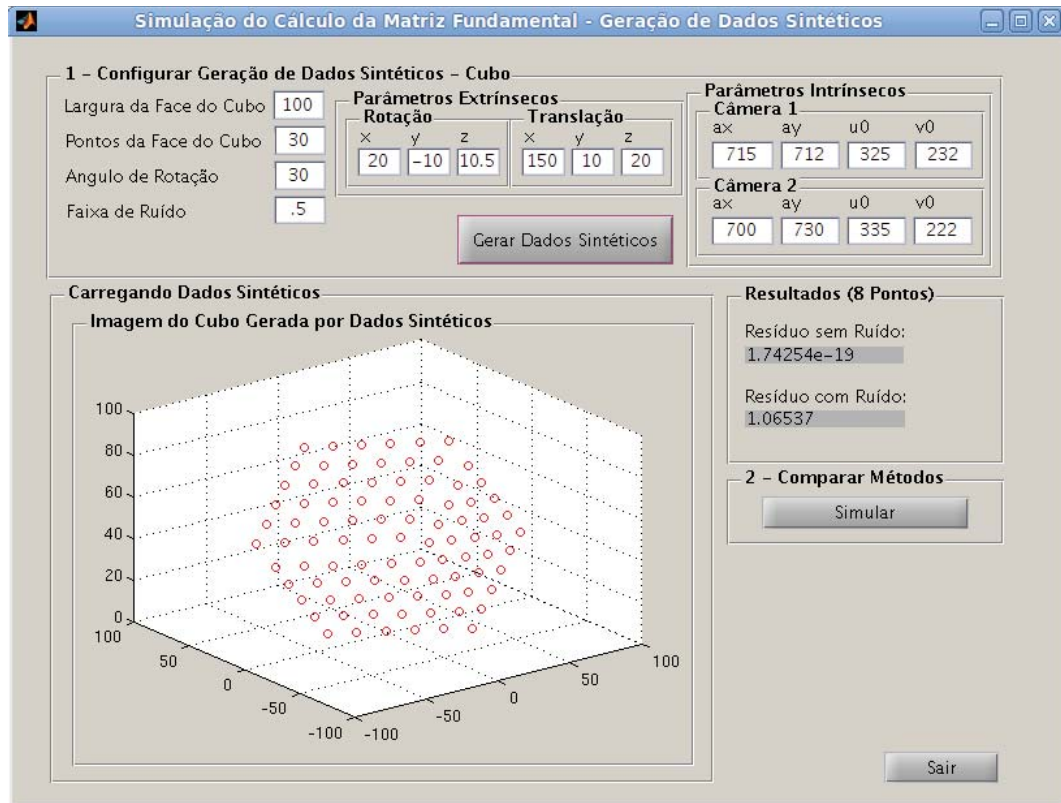 Simulação do Cálculo da Matriz Fundamental - Geração de Dados Sintéticos
1 - Configurar Geração de Dados Sintéticos - Cubo
Largura da Face do Cubo 100
Pontos da Face do Cubo 30
Angulo de Rotação 30
Faixa de Ruído .5
Parâmetros Extrínsecos
Rotação
x y z
20 -10 10.5
Translação
x y z
150 10 20
Gerar Dados Sintéticos
Parâmetros Intrínsecos
Câmera 1
ax ay u0 v0
715 712 325 232
Câmera 2
ax ay u0 v0
700 730 335 222
Carregando Dados Sintéticos
Imagem do Cubo Gerada por Dados Sintéticos
100
80
60
40
20
0
100
50
0
-50
-100
-100
-50
0
50
100
Resultados (8 Pontos)
Resíduo sem Ruído:
1.74254e-19
Resíduo com Ruído:
1.06537
2 - Comparar Métodos
Simular
Sair